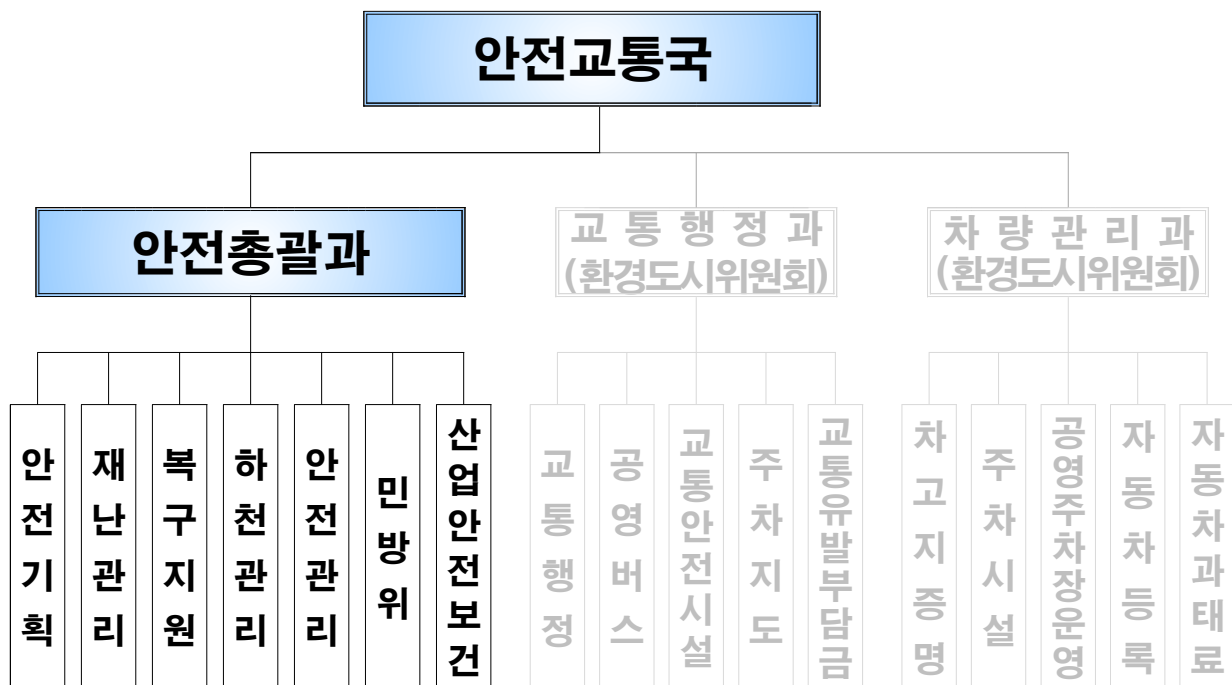 안전교통국
안전총괄과
교 통 행 정 과
(환경도시위원회)
차 량 관 리 과
(환경도시위원회)
안전기획
재난관리
복구지원
하천관리
안전관리
민방위
산업안전보건
교통행정
공영버스
교통안전시설
주차지도
교통유발부담금
차고지증명
주차시설
공영주차장운영
자동차등록
자동차과태료